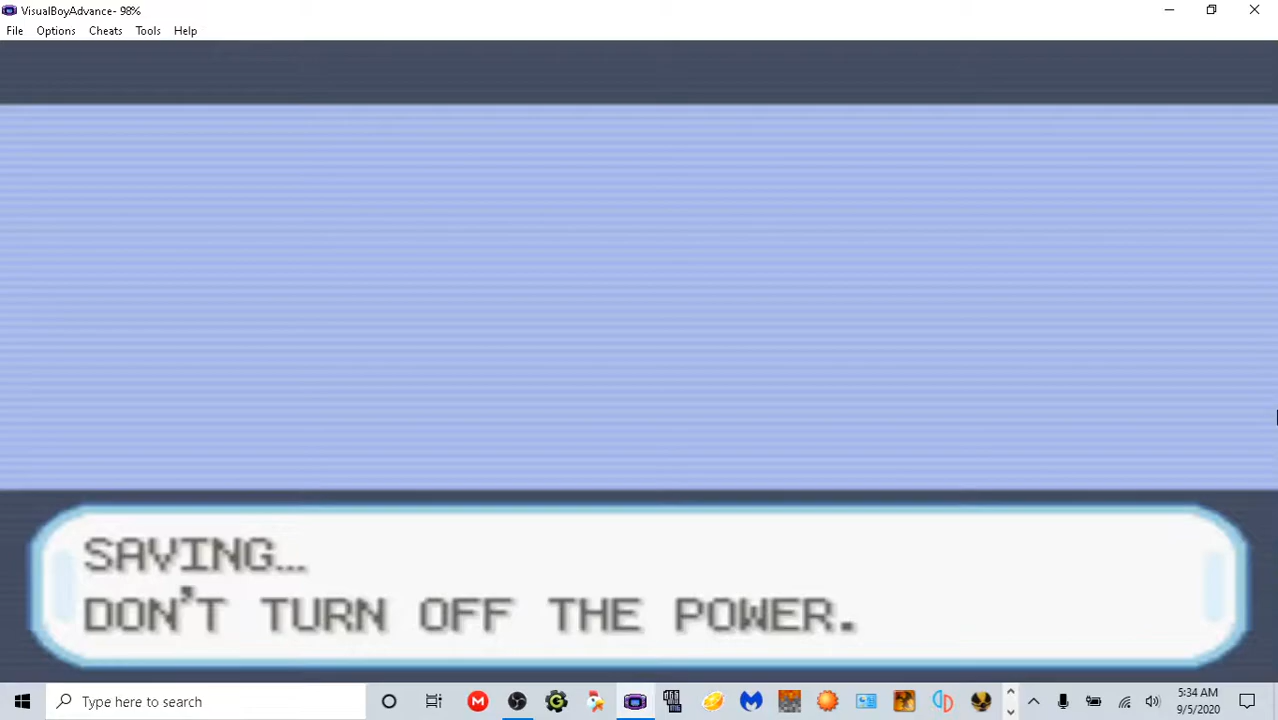 VisualBoyAdvance- 98%
File Options Cheats Tools Help
SAVING…
DON'T TURN OFF THE POWER.
Type here to search
5:34 AM
9/5/2020